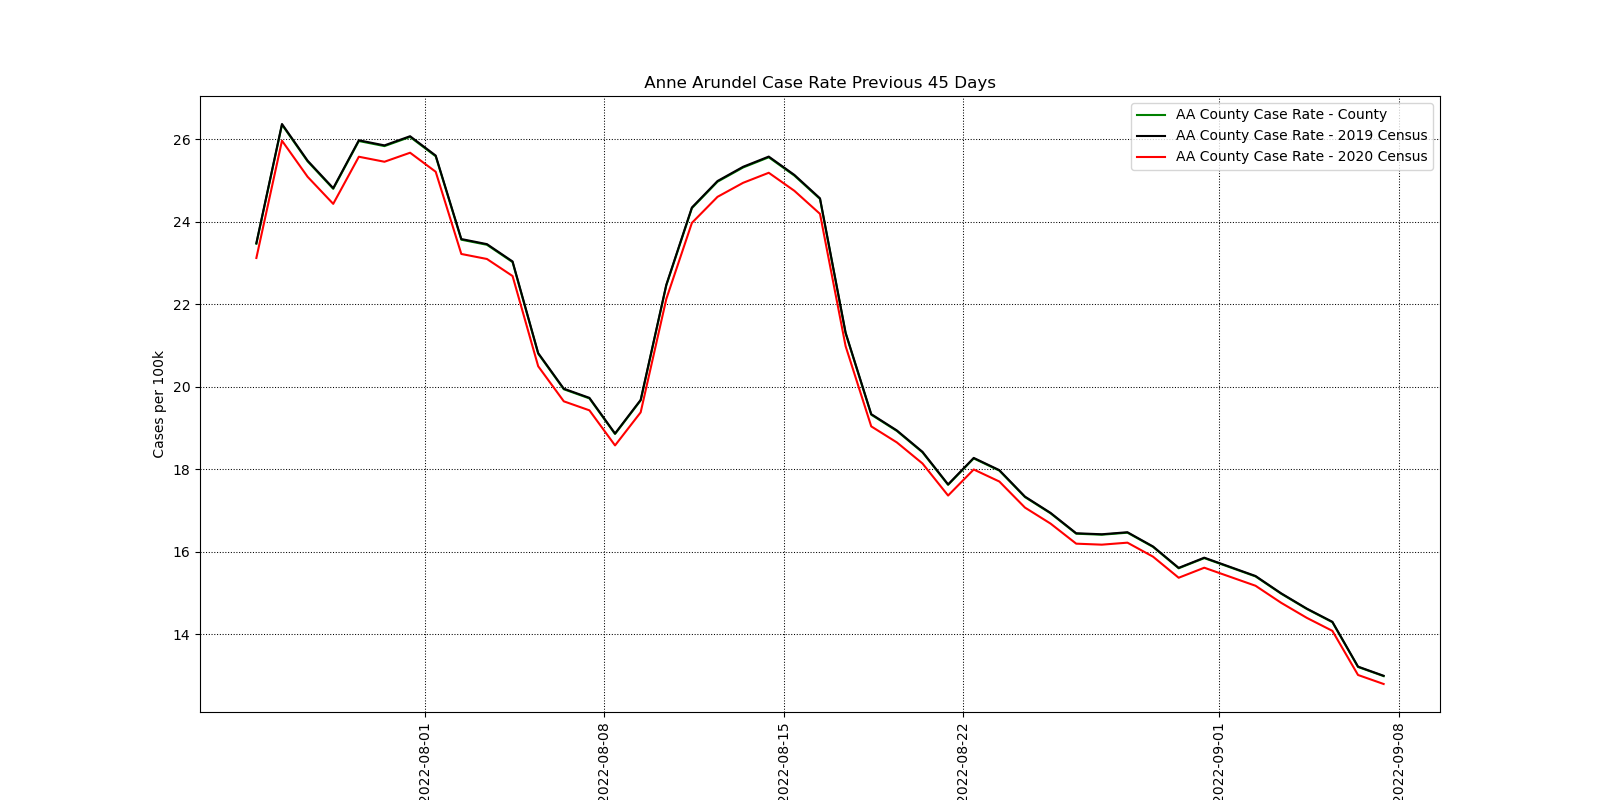 Anne Arundel Case Rate Previous 45 Days
AA County Case Rate - County
AA County Case Rate - 2019 Census
AA County Case Rate - 2020 Census
Cases per 100k
26
24
22
20
18
16
14
2022-08-01
2022-08-08
2022-08-15
2022-08-22
2022-09-01
2022-09-08